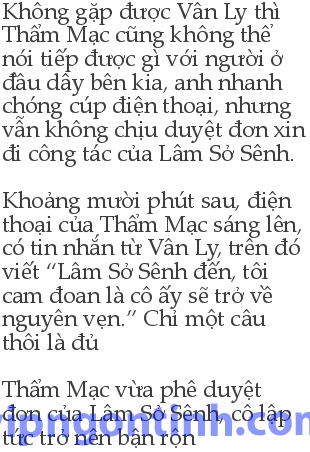 Không gặp được Vân Ly thì
Thẩm Mạc cũng không thể
nói tiếp được gì với người ở
đầu dây bên kia, anh nhanh
chóng cúp điện thoại, nhưng
vẫn không chịu duyệt đơn xin
đi công tác của Lâm Sở Sênh.
Khoảng mười phút sau, điện
thoại của Thẩm Mạc sáng lên,
có tin nhắn từ Vân Ly, trên đó
viết “Lâm Sở Sênh đến, tôi
cam đoan là cô ấy sẽ trở về
nguyên vẹn.” Chỉ một câu
thôi là đủ
Thẩm Mạc vừa phê duyệt
đơn của Lâm Sở Sênh, cô lập
tức trở nên bận rộn
vipngontinh.com